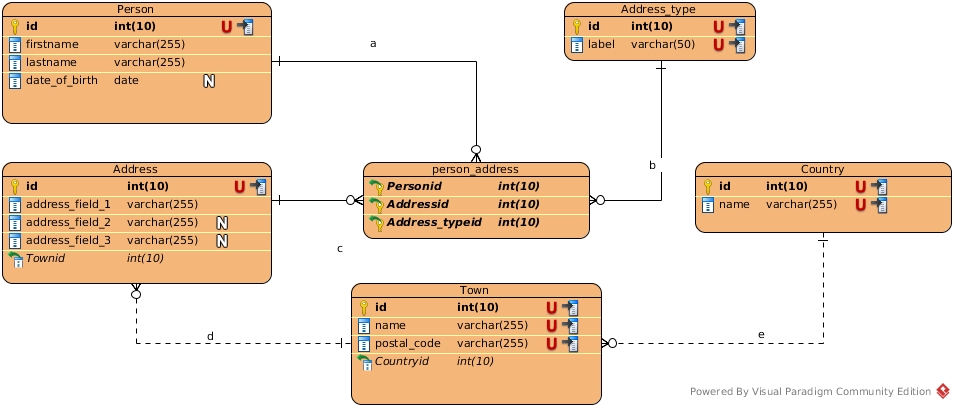 Person
id int(10) U
firstname varchar(255)
lastname varchar(255)
date_of_birth date N
a
Address_type
id int(10) U
label varchar(50) U
b
Address
id int(10) U
address_field_1 varchar(255)
address_field_2 varchar(255) N
address_field_3 varchar(255) N
Townid int(10)
person_address
Personid int(10)
Addressid int(10)
Address_typeid int(10)
Country
id int(10) U
name varchar(255) U
c
Town
id int(10) U
name varchar(255) U
postal_code varchar(255) U
Countryid int(10)
d
e
Powered By Visual Paradigm Community Edition